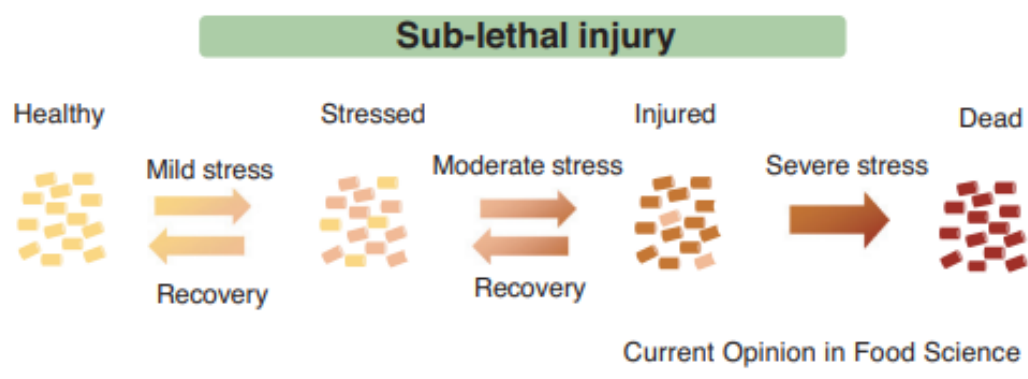 Sub-lethal injury
Healthy
Stressed
Injured
Dead
Mild stress
Moderate stress
Severe stress
Recovery
Recovery
Current Opinion in Food Science